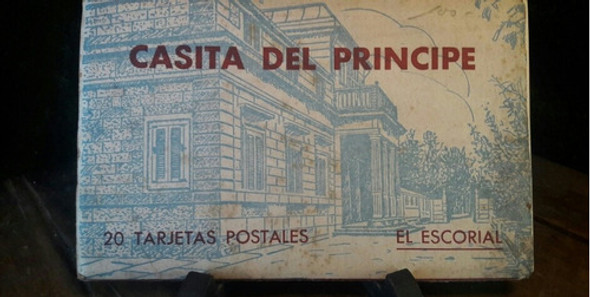 CASITA DEL PRINCIPE
20 TARJETAS POSTALES
EL ESCORIAL